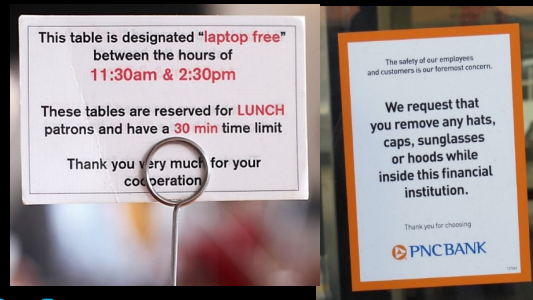 This table is designated "laptop free"
between the hours of
11:30am & 2:30pm
These tables are reserved for LUNCH
patrons and have a 30 min time limit
Thank you very much for your
cooperation
The safety of our employees
and customers is our foremost concern.
We request that
you remove any hats,
caps, sunglasses
or hoods while
inside this financial
institution.
Thank you for choosing
PNCBANK